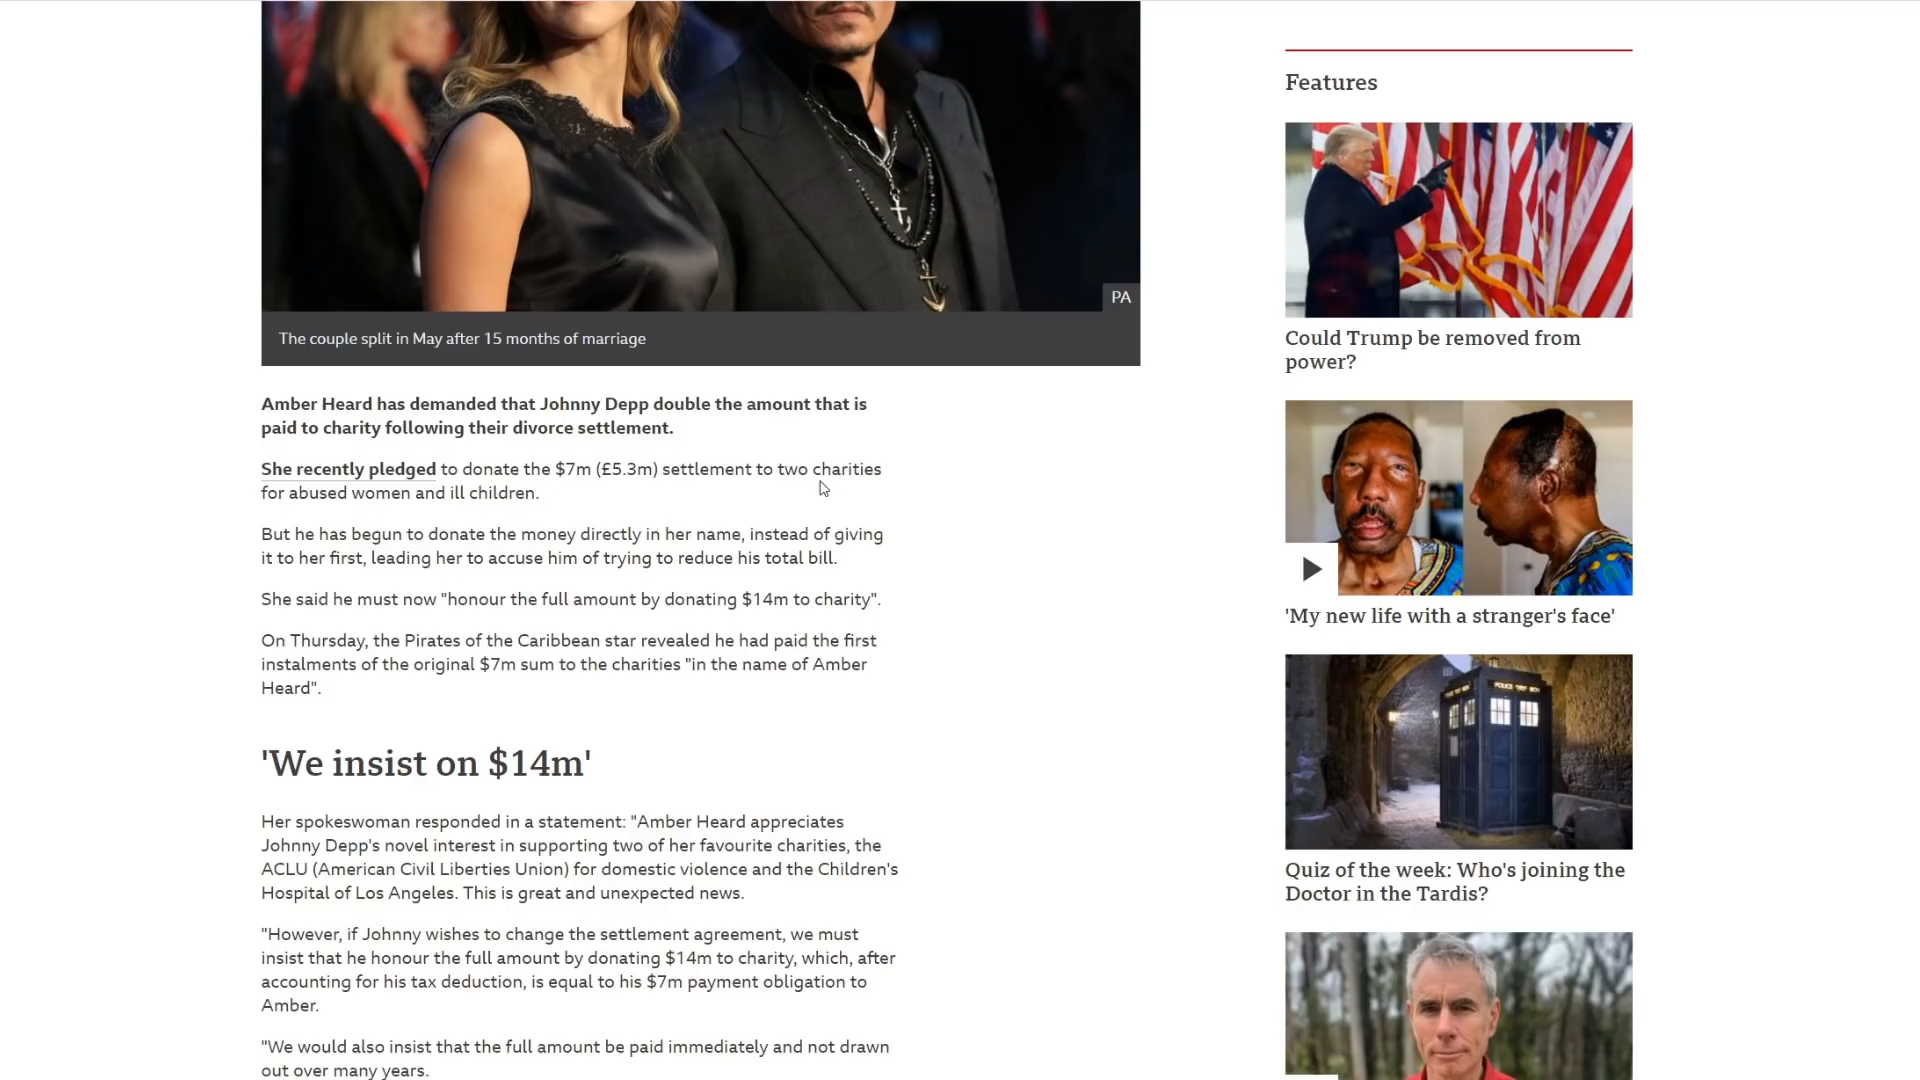 PA
The couple split in May after 15 months of marriage
Amber Heard has demanded that Johnny Depp double the amount that is
paid to charity following their divorce settlement.
She recently pledged to donate the $7m (£5.3m) settlement to two charities
for abused women and ill children.
But he has begun to donate the money directly in her name, instead of giving
it to her first, leading her to accuse him of trying to reduce his total bill.
She said he must now "honour the full amount by donating $14m to charity".
On Thursday, the Pirates of the Caribbean star revealed he had paid the first
instalments of the original $7m sum to the charities "in the name of Amber
Heard".
'We insist on $14m'
Her spokeswoman responded in a statement: "Amber Heard appreciates
Johnny Depp's novel interest in supporting two of her favourite charities, the
ACLU (American Civil Liberties Union) for domestic violence and the Children's
Hospital of Los Angeles. This is great and unexpected news.
"However, if Johnny wishes to change the settlement agreement, we must
insist that he honour the full amount by donating $14m to charity, which, after
accounting for his tax deduction, is equal to his $7m payment obligation to
Amber.
"We would also insist that the full amount be paid immediately and not drawn
out over many years.
Features
Could Trump be removed from
power?
'My new life with a stranger's face'
POLICE BOX
Quiz of the week: Who's joining the
Doctor in the Tardis?